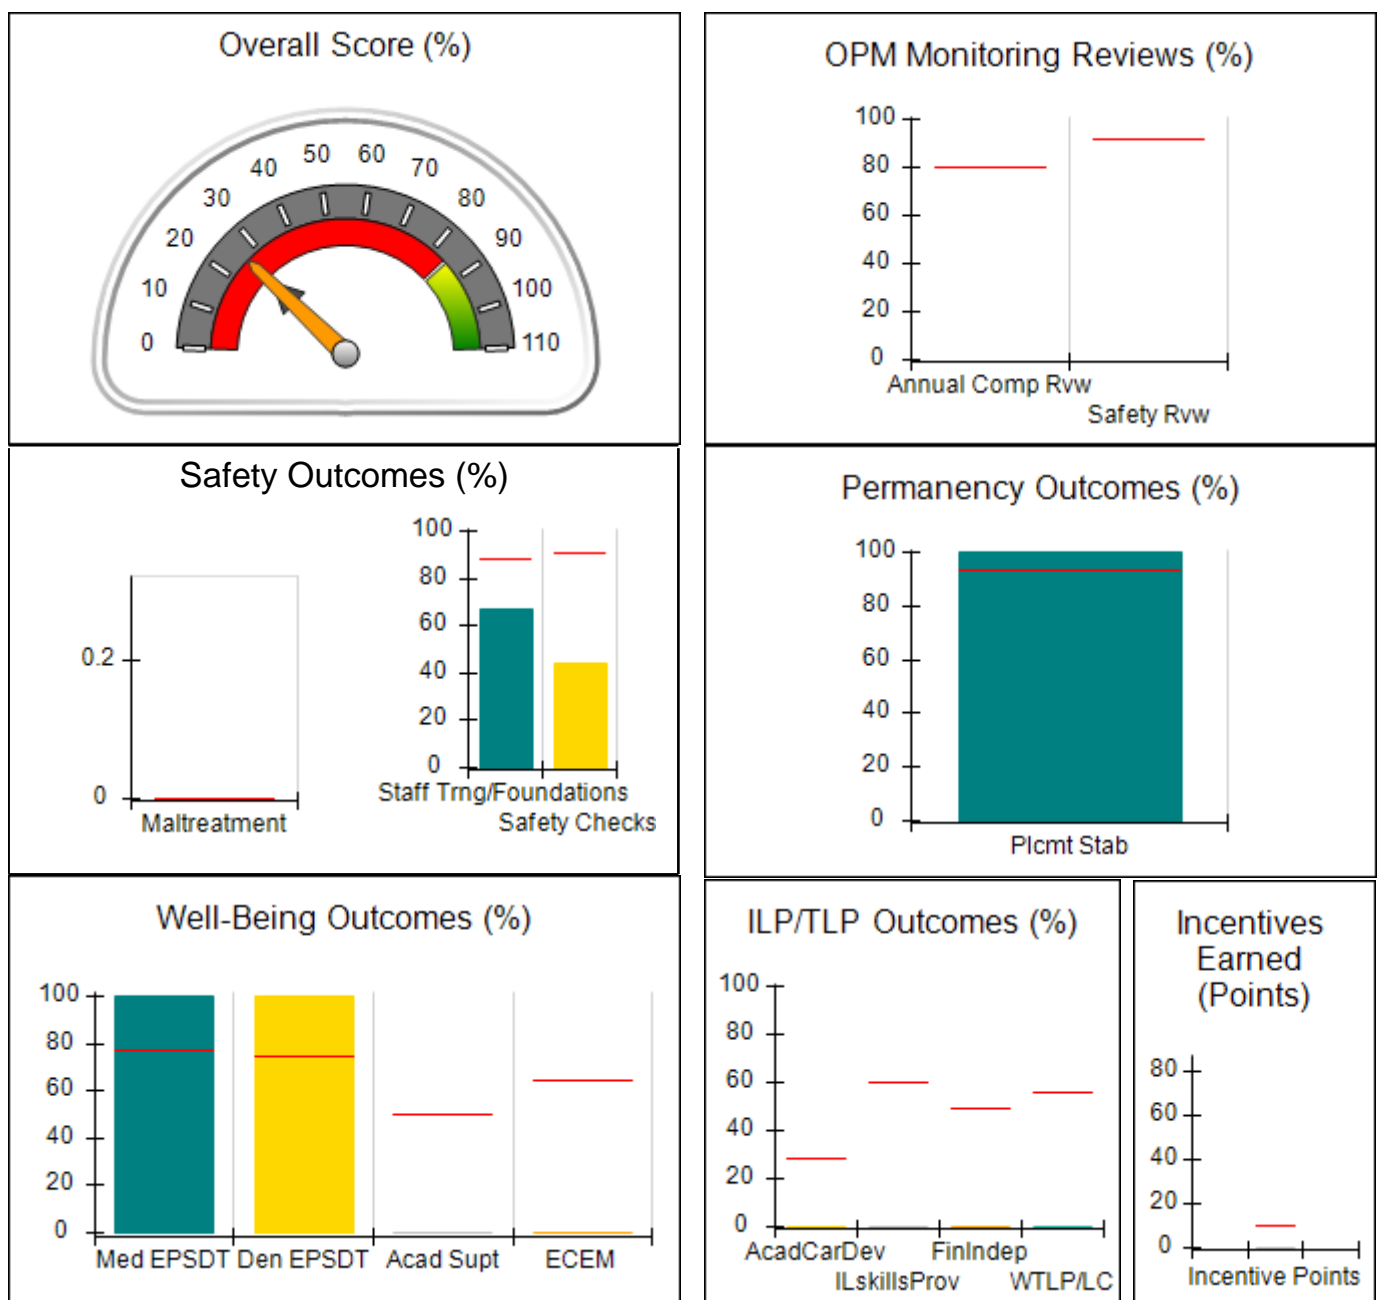 Overall Score (%)
0
10
20
30
40
50
60
70
80
90
100
110
OPM Monitoring Reviews (%)
100
80
60
40
20
0
Annual Comp Rvw
Safety Rvw
Safety Outcomes (%)
0.2
0
Maltreatment
100
80
60
40
20
0
Staff Trng/Foundations
Safety Checks
Permanency Outcomes (%)
100
80
60
40
20
0
Plcmt Stab
Well-Being Outcomes (%)
100
80
60
40
20
0
Med EPSDT Den EPSDT Acad Supt ECEM
ILP/TLP Outcomes (%)
100
80
60
40
20
0
AcadCarDev FinIndep
ILskillsProv WTLP/LC
Incentives
Earned
(Points)
80
60
40
20
0
Incentive Points